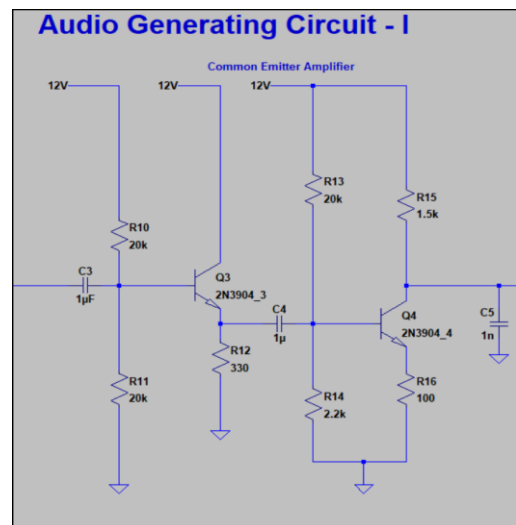 Audio Generating Circuit - I
Common Emitter Amplifier
12V
12V
12V
R13
20k
R15
1.5k
R10
20k
C3
1µF
Q3
2N3904_3
C4
1µ
Q4
2N3904_4
C5
1n
R12
330
R11
20k
R14
2.2k
R16
100